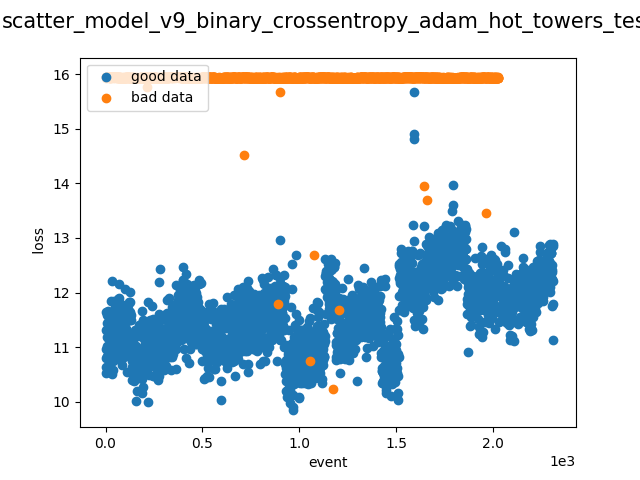 scatter_model_v9_binary_crossentropy_adam_hot_towers_tes
good data
bad data
16
15
14
13
12
11
10
loss
0.0 0.5 1.0 1.5 2.0
event
1e3